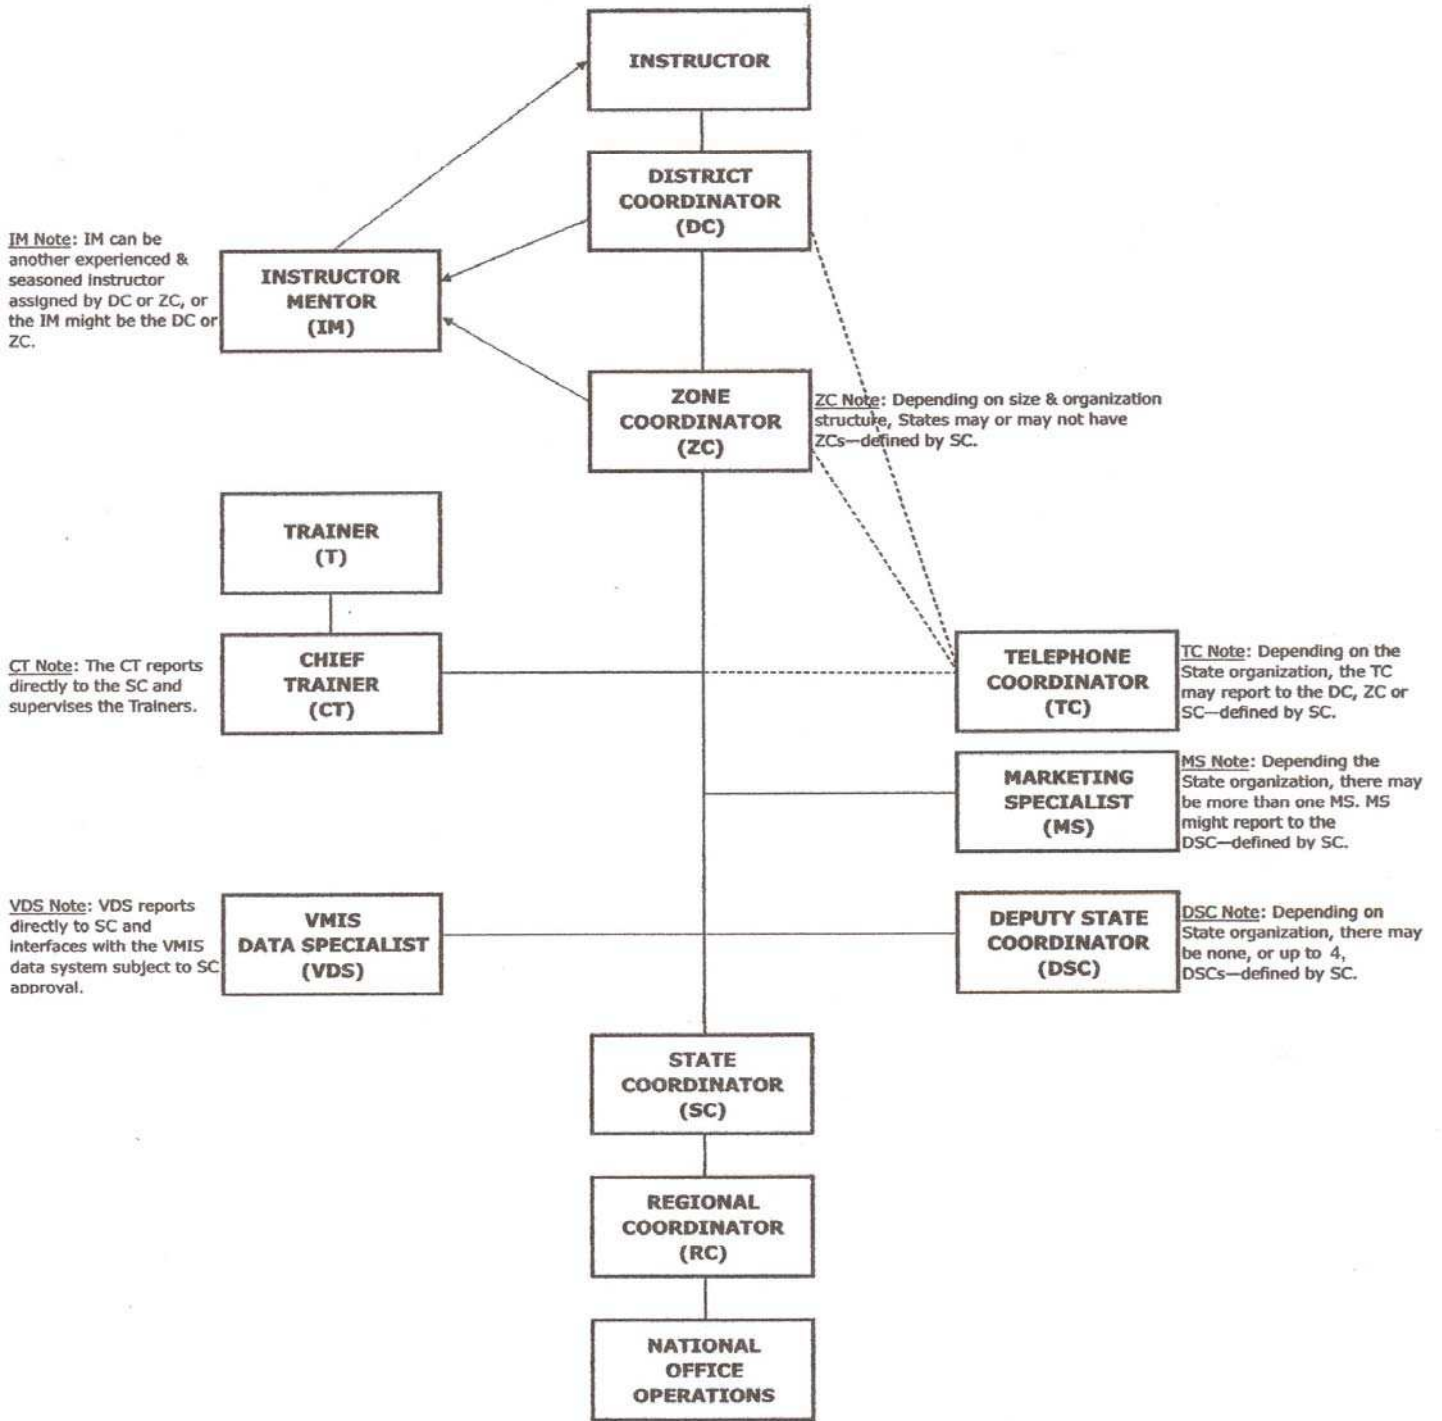 INSTRUCTOR
DISTRICT
COORDINATOR
(DC)
IM Note: IM can be
another experienced &
seasoned instructor
assigned by DC or ZC, or
the IM might be the DC or
ZC.
INSTRUCTOR
MENTOR
(IM)
ZONE
COORDINATOR
(ZC)
ZC Note: Depending on size & organization
structure, States may or may not have
ZCs—defined by SC.
TRAINER
(T)
CT Note: The CT reports
directly to the SC and
supervises the Trainers.
CHIEF
TRAINER
(CT)
TELEPHONE
COORDINATOR
(TC)
TC Note: Depending on the
State organization, the TC
may report to the DC, ZC or
SC—defined by SC.
MARKETING
SPECIALIST
(MS)
MS Note: Depending the
State organization, there may
be more than one MS. MS
might report to the
DSC—defined by SC.
VDS Note: VDS reports
directly to SC and
interfaces with the VMIS
data system subject to SC
approval.
VMIS
DATA SPECIALIST
(VDS)
DEPUTY STATE
COORDINATOR
(DSC)
DSC Note: Depending on
State organization, there may
be none, or up to 4,
DSCs—defined by SC.
STATE
COORDINATOR
(SC)
REGIONAL
COORDINATOR
(RC)
NATIONAL
OFFICE
OPERATIONS